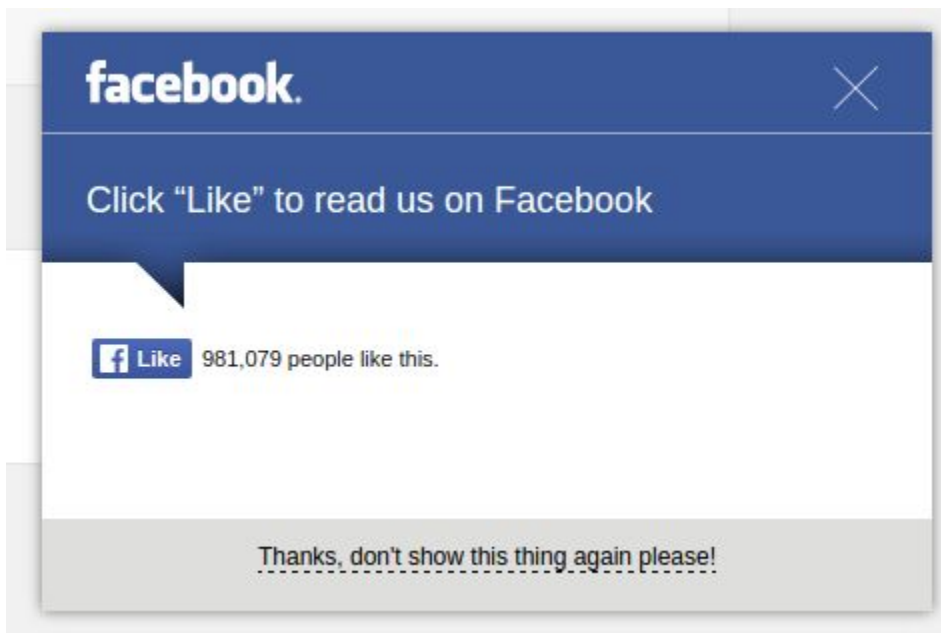 facebook.
Click “Like” to read us on Facebook
f Like 981,079 people like this.
Thanks, don't show this thing again please!